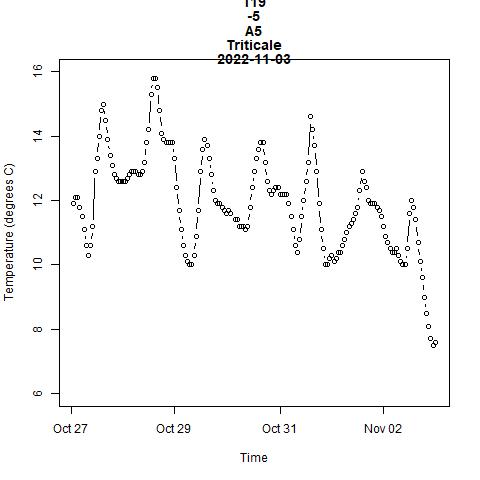 T19
-5
A5
Triticale
2022-11-03
16
14
12
10
8
6
Temperature (degrees C)
Oct 27 Oct 29 Oct 31 Nov 02
Time